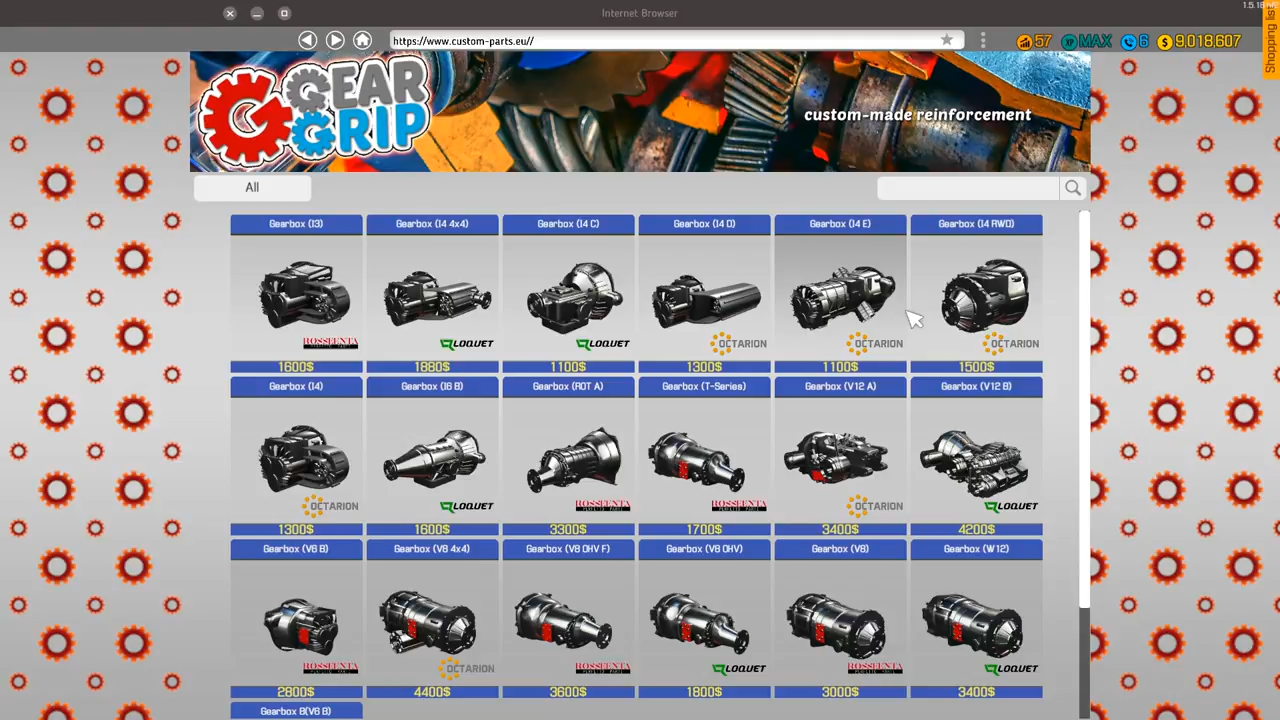 Internet Browser
1.5.18
https://www.custom-parts.eu//
57 XP MAX 6 $ 9,018,607
Shopping list
GEAR
GRIP
custom-made reinforcement
All
Gearbox (I3) Gearbox (I4 4x4) Gearbox (I4 C) Gearbox (I4 D) Gearbox (I4 E) Gearbox (I4 RWD)
ROSSFENTA LOQUET LOQUET OCTARION OCTARION OCTARION
1600$ 1880$ 1100$ 1300$ 1100$ 1500$
Gearbox (I4) Gearbox (I6 B) Gearbox (ROT A) Gearbox (T-Series) Gearbox (V12 A) Gearbox (V12 B)
OCTARION LOQUET ROSSFENTA ROSSFENTA OCTARION LOQUET
1300$ 1600$ 3300$ 1700$ 3400$ 4200$
Gearbox (V6 B) Gearbox (V8 4x4) Gearbox (V8 OHV F) Gearbox (V8 OHV) Gearbox (V8) Gearbox (W12)
ROSSFENTA OCTARION ROSSFENTA LOQUET ROSSFENTA LOQUET
2800$ 4400$ 3600$ 1800$ 3000$ 3400$
Gearbox B(V6 B)